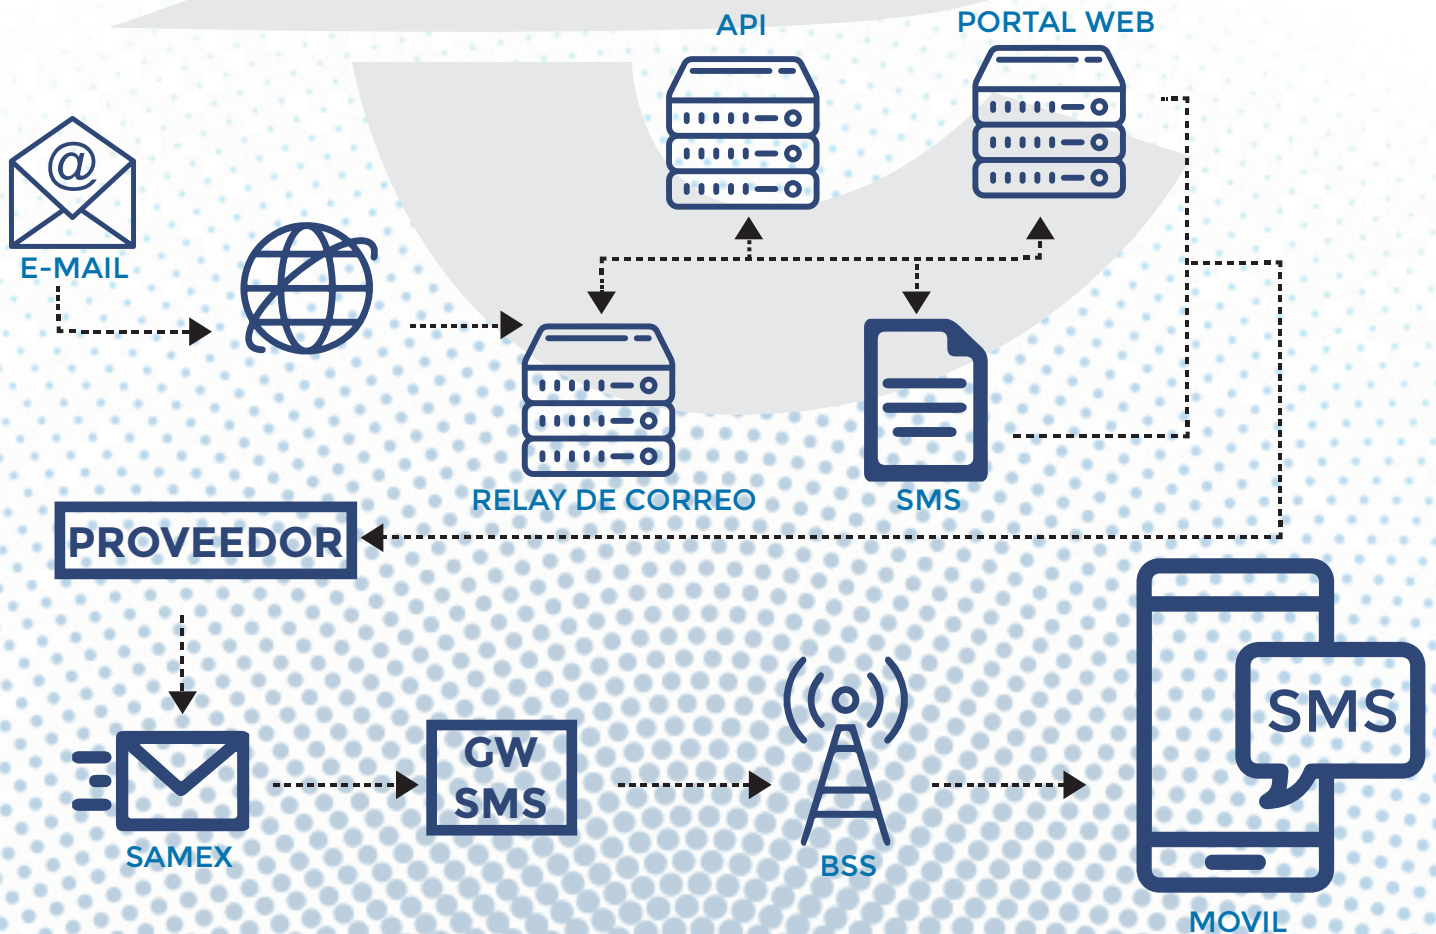 API
PORTAL WEB
@
E-MAIL
RELAY DE CORREO
SMS
PROVEEDOR
SAMEX
GW
SMS
BSS
SMS
MOVIL